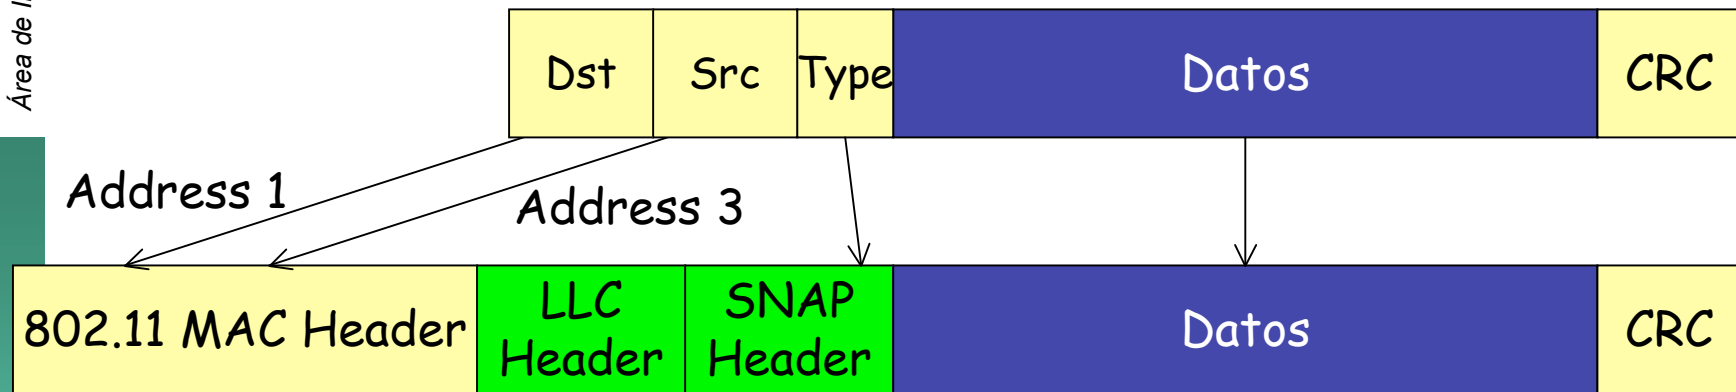 Área de
Dst Src Type Datos CRC
Address 1
Address 3
802.11 MAC Header
LLC
Header
SNAP
Header
Datos
CRC